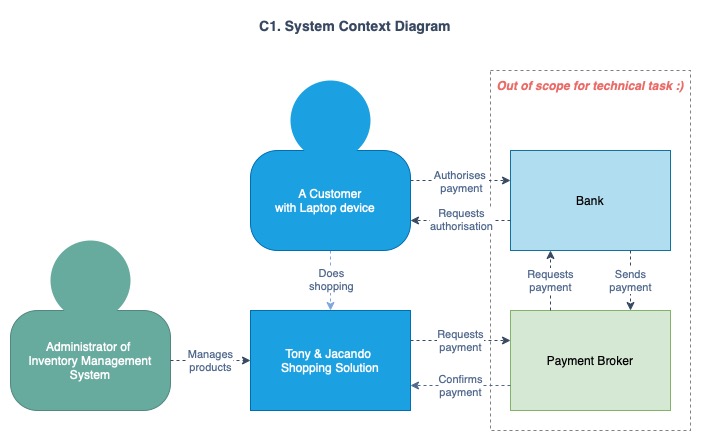 C1. System Context Diagram
Out of scope for technical task :)
A Customer
with Laptop device
Authorises
payment
Requests
authorisation
Bank
Does
shopping
Requests
payment
Sends
payment
Administrator of
Inventory Management
System
Manages
products
Tony & Jacando
Shopping Solution
Requests
payment
Confirms
payment
Payment Broker